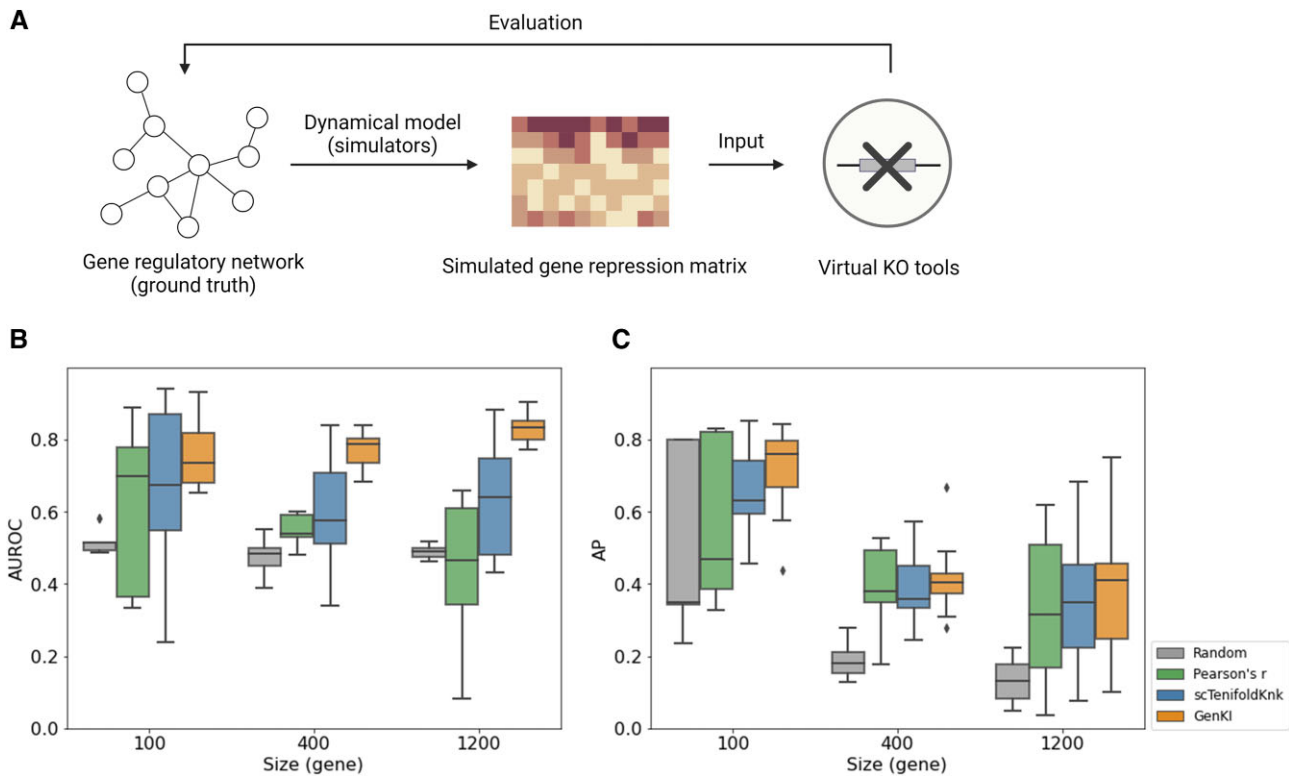 A
Evaluation
Dynamical model
(simulators)
Input
Gene regulatory network
(ground truth)
Simulated gene repression matrix
Virtual KO tools
B
AUROC
0.8
0.6
0.4
0.2
0.0
100
400
1200
Size (gene)
C
AP
0.8
0.6
0.4
0.2
0.0
100
400
1200
Size (gene)
Random
Pearson's r
scTenifoldKnk
GenKI